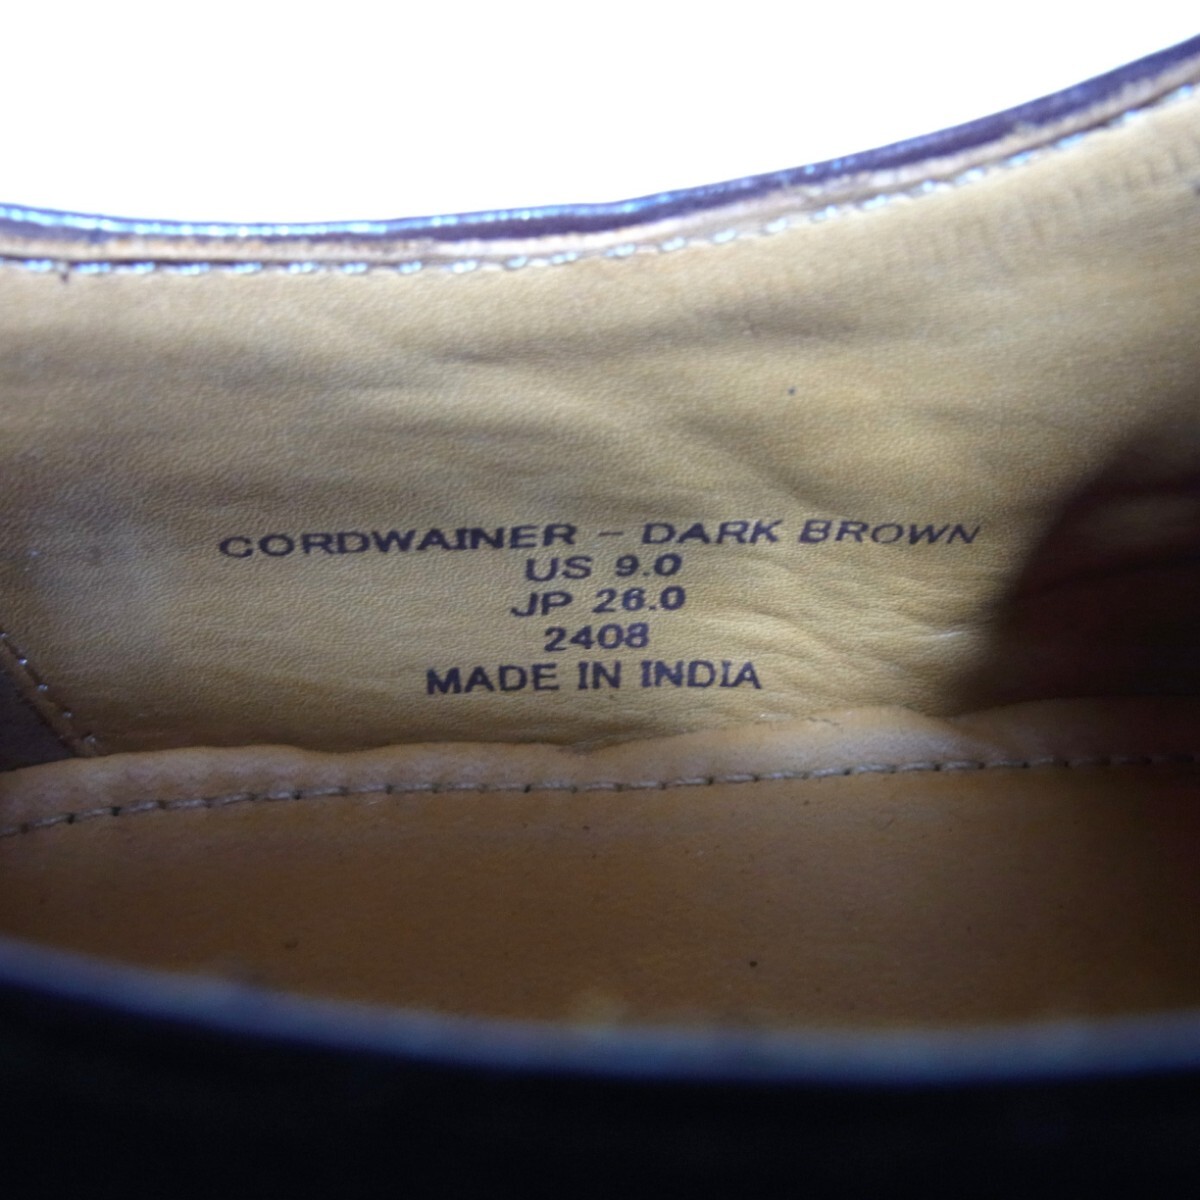 CORDWAINER – DARK BROWN
US 9.0
JP 26.0
2408
MADE IN INDIA